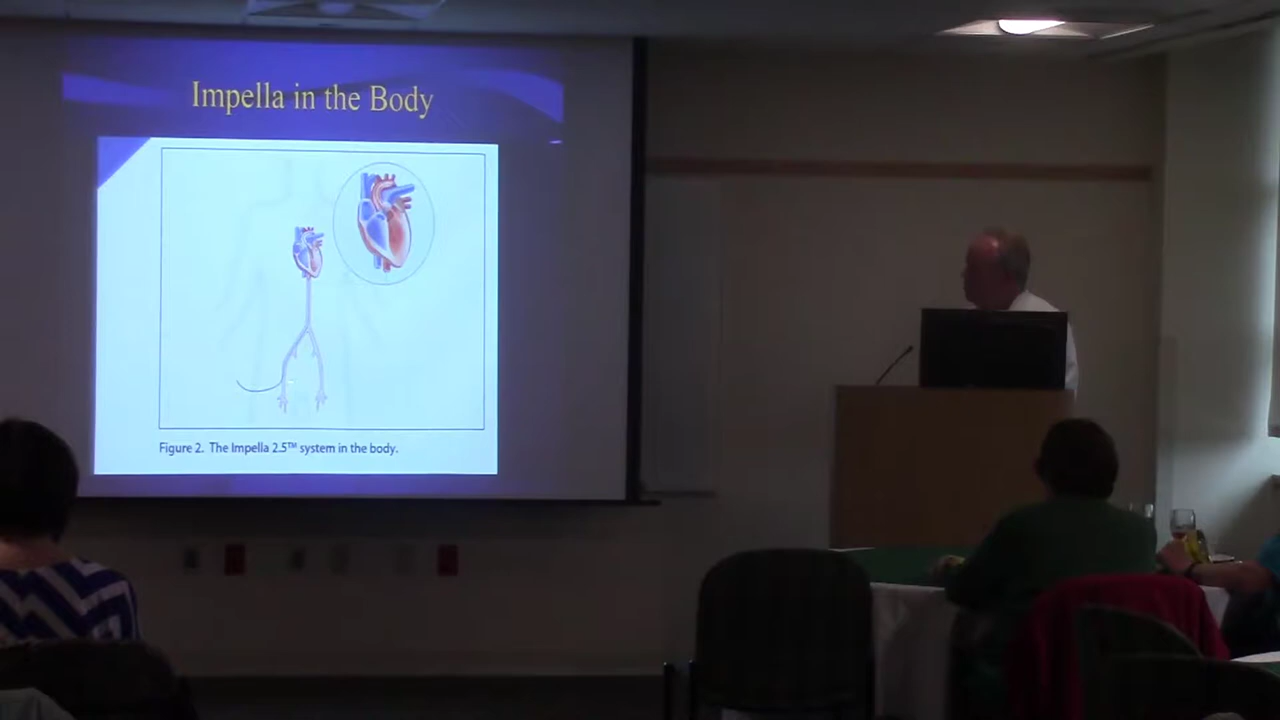 Impella in the Body
Figure 2. The Impella 2.5™ system in the body.